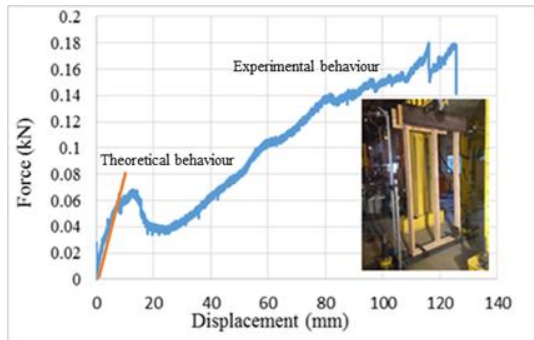 0.2
0.18
0.16
0.14
0.12
0.1
0.08
0.06
0.04
0.02
0
Force (kN)
Experimental behaviour
Theoretical behaviour
0 20 40 60 80 100 120 140
Displacement (mm)